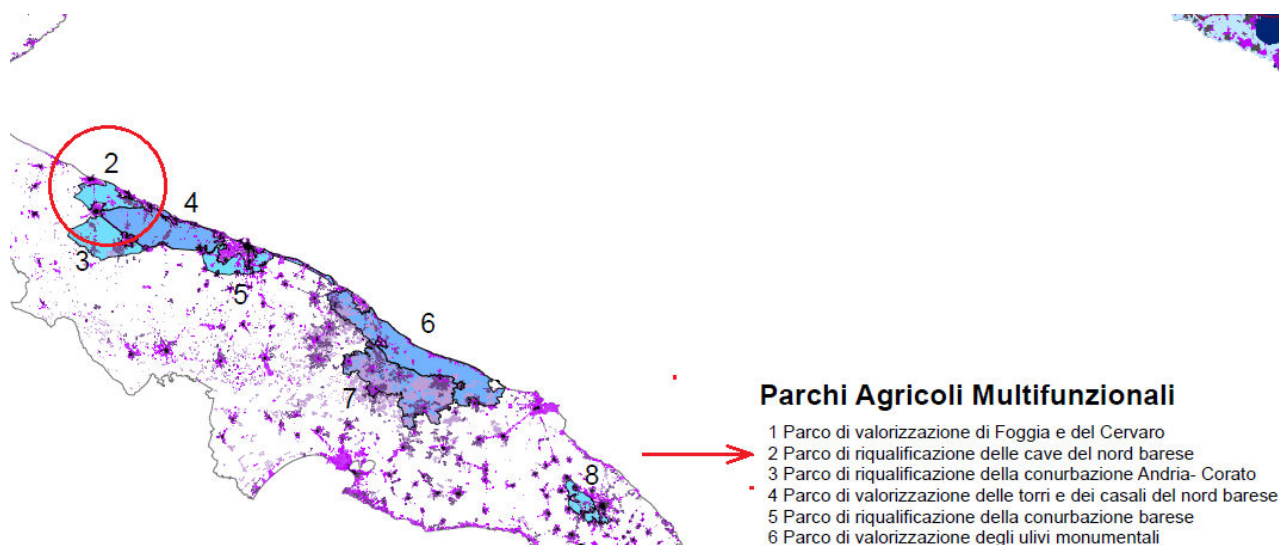 2
4
3
5
6
7
8
Parchi Agricoli Multifunzionali
1 Parco di valorizzazione di Foggia e del Cervaro
2 Parco di riqualificazione delle cave del nord barese
3 Parco di riqualificazione della conurbazione Andria- Corato
4 Parco di valorizzazione delle torri e dei casali del nord barese
5 Parco di riqualificazione della conurbazione barese
6 Parco di valorizzazione degli ulivi monumentali